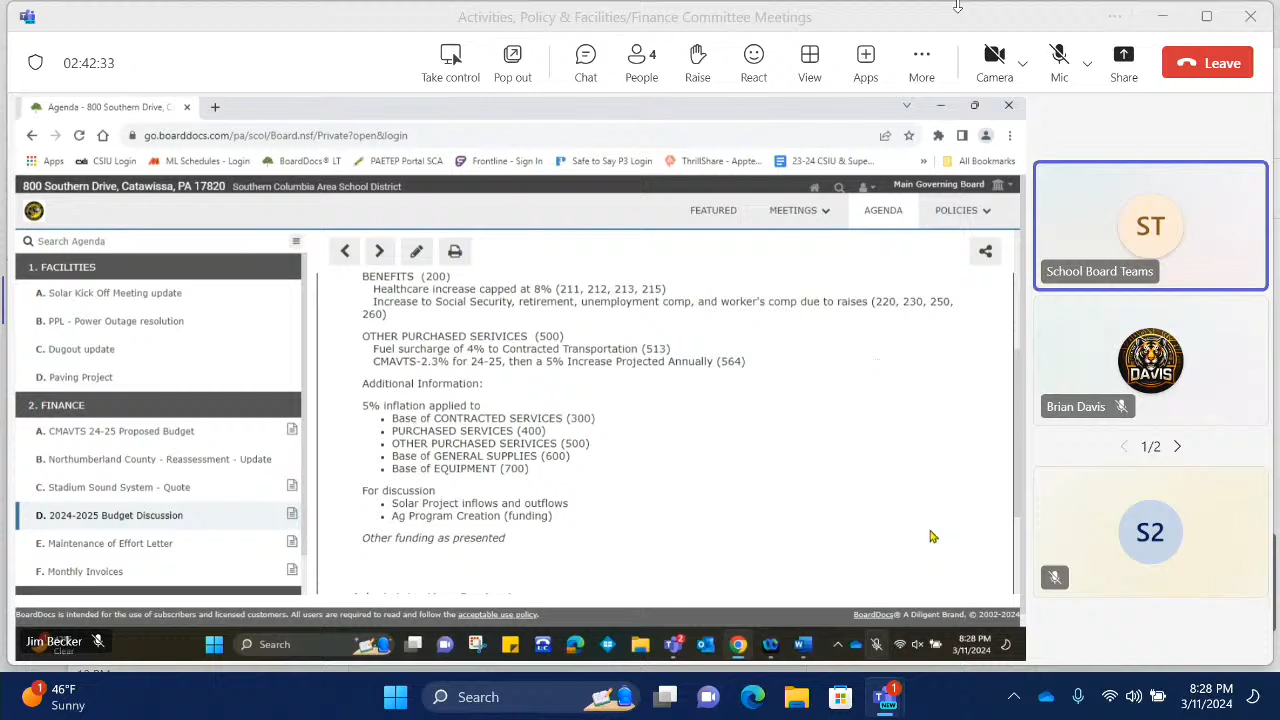 Activities, Policy & Facilities/Finance Committee Meetings
02:42:33
Take control
Pop out
Chat
4
People
Raise
React
View
Apps
More
Camera
Mic
Share
Leave
Agenda - 800 Southern Drive, C
go.boarddocs.com/pa/scol/Board.nsf/Private?open&login
Apps
CSIU Login
ML Schedules - Login
BoardDocs® LT
PAETEP Portal SCA
Frontline - Sign In
Safe to Say P3 Login
ThrillShare - Appte...
23-24 CSIU & Supe...
»
All Bookmarks
800 Southern Drive, Catawissa, PA 17820 Southern Columbia Area School District
Main Governing Board
FEATURED
MEETINGS
AGENDA
POLICIES
Search Agenda
1. FACILITIES
A. Solar Kick Off Meeting update
B. PPL - Power Outage resolution
C. Dugout update
D. Paving Project
2. FINANCE
A. CMAVTS 24-25 Proposed Budget
B. Northumberland County - Reassessment - Update
C. Stadium Sound System - Quote
D. 2024-2025 Budget Discussion
E. Maintenance of Effort Letter
F. Monthly Invoices
BENEFITS (200)
Healthcare increase capped at 8% (211, 212, 213, 215)
Increase to Social Security, retirement, unemployment comp, and worker's comp due to raises (220, 230, 250,
260)
OTHER PURCHASED SERIVICES (500)
Fuel surcharge of 4% to Contracted Transportation (513)
CMAVTS-2.3% for 24-25, then a 5% Increase Projected Annually (564)
Additional Information:
5% inflation applied to
• Base of CONTRACTED SERVICES (300)
• PURCHASED SERVICES (400)
• OTHER PURCHASED SERVICES (500)
• Base of GENERAL SUPPLIES (600)
• Base of EQUIPMENT (700)
For discussion
• Solar Project inflows and outflows
• Ag Program Creation (funding)
Other funding as presented
BoardDocs is intended for the use of subscribers and licensed customers. All users are required to read and follow the acceptable use policy.
BoardDocs® A Diligent Brand. © 2002-2024
Jim Becker
Clear
Search
2
8:28 PM
3/11/2024
ST
School Board Teams
DAVIS
Brian Davis
1/2
S2
1
46°F
Sunny
Search
1
NEW
8:28 PM
3/11/2024